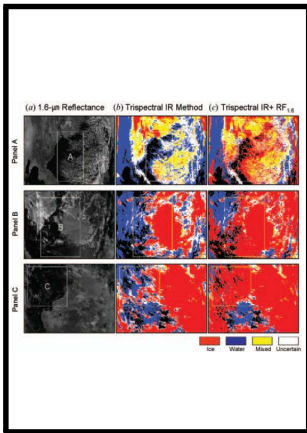 (a) 1.6-μm Reflectance (b) Trispectral IR Method (c) Trispectral IR+ RF1.6
Panel A
A
Panel B
B
Panel C
C
Ice Water Mixed Uncertain